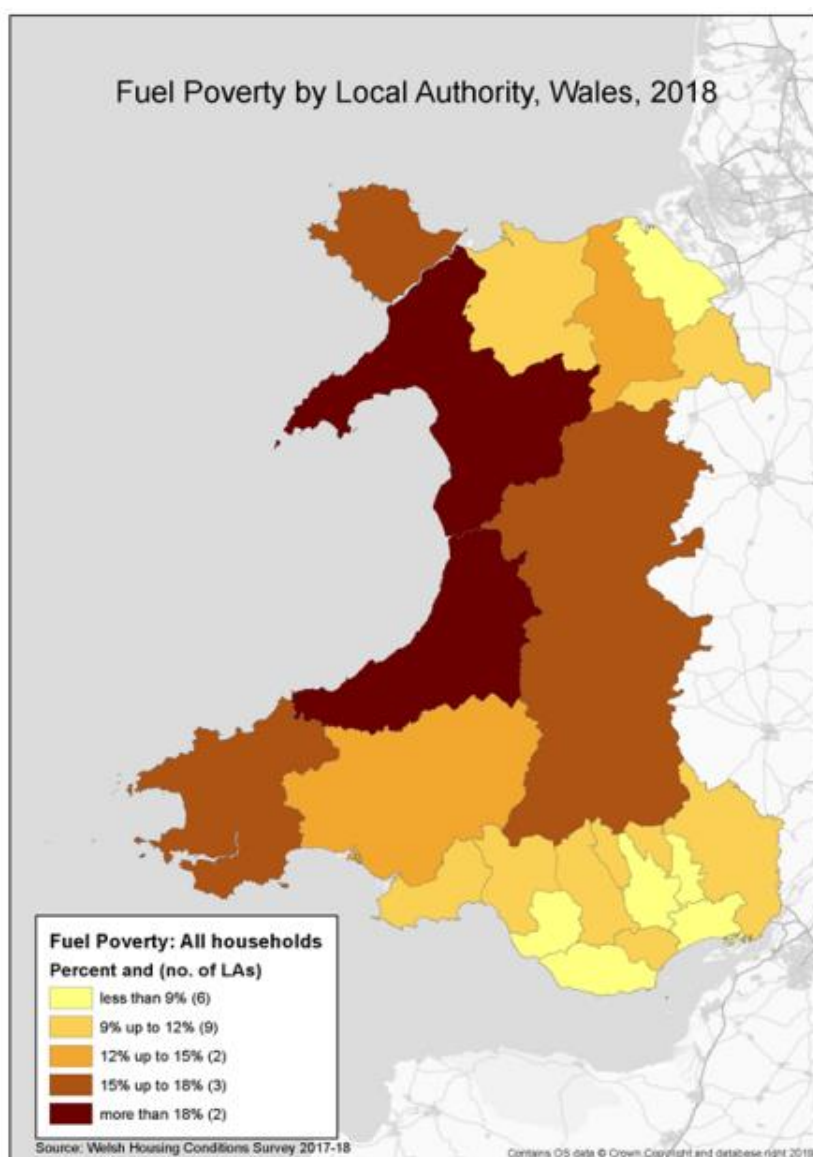 Fuel Poverty by Local Authority, Wales, 2018
Fuel Poverty: All households
Percent and (no. of LAs)
less than 9% (6)
9% up to 12% (9)
12% up to 15% (2)
15% up to 18% (3)
more than 18% (2)
Source: Welsh Housing Conditions Survey 2017-18
Contains OS data © Crown Copyright and database right 2019